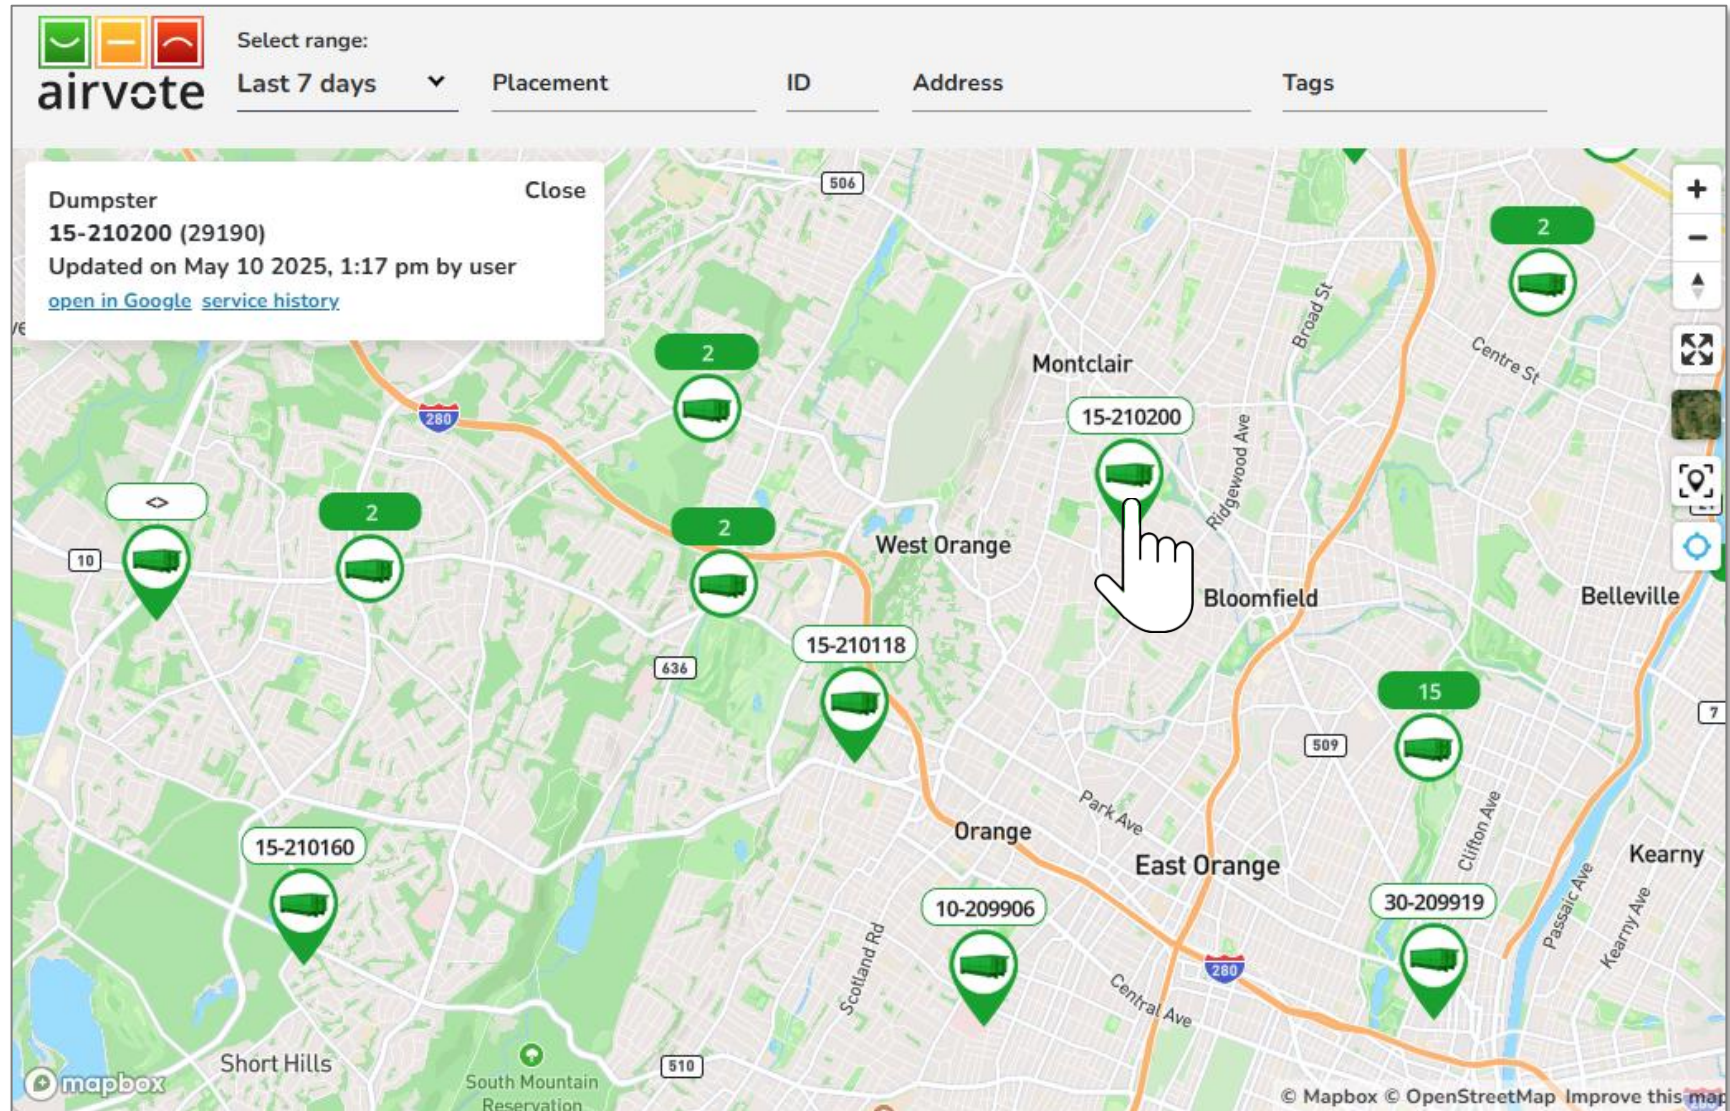 airvote
Select range:
Last 7 days
Placement
ID
Address
Tags
Dumpster
Close
15-210200 (29190)
Updated on May 10 2025, 1:17 pm by user
open in Google service history
506
2
Broad St
Centre St
2
Montclair
280
15-210200
Ridgewood Ave
<>
2
2
10
West Orange
Bloomfield
Belleville
15-210118
636
15
7
509
Park Ave
Clifton Ave
Orange
East Orange
Kearny
15-210160
10-209906
30-209919
Passaic Ave
Kearny Ave
Scotland Rd
280
Central Ave
Short Hills
510
South Mountain
Reservation
mapbox
© Mapbox © OpenStreetMap Improve this map